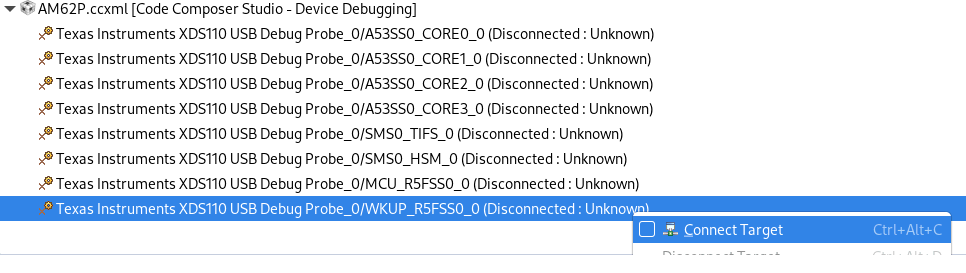 AM62P.ccxml [Code Composer Studio - Device Debugging]
Texas Instruments XDS110 USB Debug Probe_0/A53SS0_CORE0_0 (Disconnected : Unknown)
Texas Instruments XDS110 USB Debug Probe_0/A53SS0_CORE1_0 (Disconnected : Unknown)
Texas Instruments XDS110 USB Debug Probe_0/A53SS0_CORE2_0 (Disconnected : Unknown)
Texas Instruments XDS110 USB Debug Probe_0/A53SS0_CORE3_0 (Disconnected : Unknown)
Texas Instruments XDS110 USB Debug Probe_0/SMS0_TIFS_0 (Disconnected : Unknown)
Texas Instruments XDS110 USB Debug Probe_0/SMS0_HSM_0 (Disconnected : Unknown)
Texas Instruments XDS110 USB Debug Probe_0/MCU_R5FSS0_0 (Disconnected : Unknown)
Texas Instruments XDS110 USB Debug Probe_0/WKUP_R5FSS0_0 (Disconnected : Unknown)
Connect Target Ctrl+Alt+C
Disconnect Target Ctrl+Alt+D